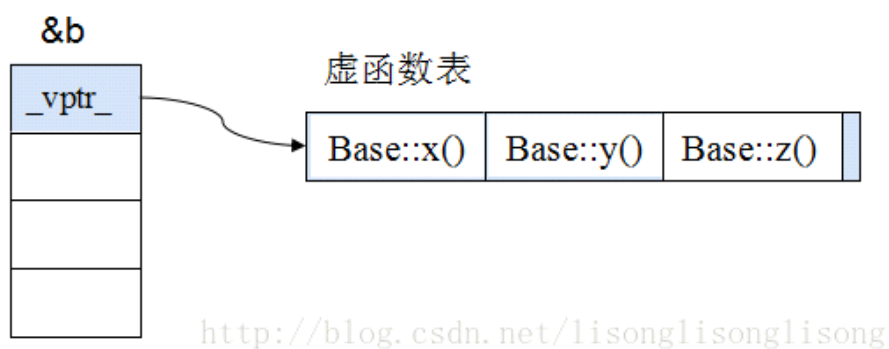 &b
虚函数表
_vptr_
Base::x() Base::y() Base::z()
http://blog.csdn.net/lisonglisonglisong